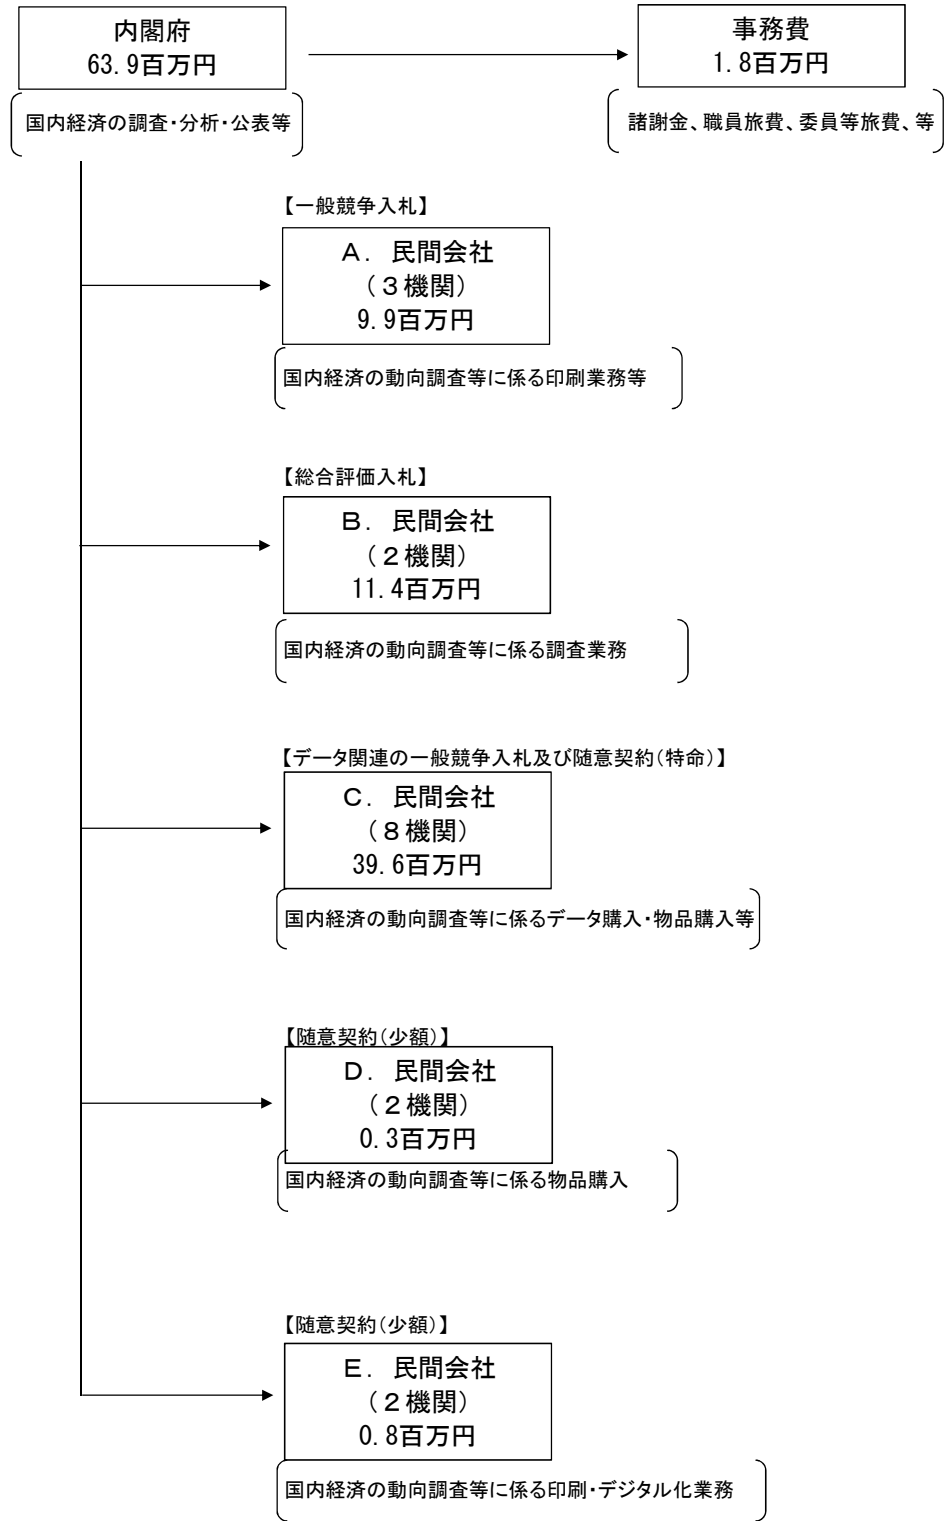 内閣府
63.9百万円
国内経済の調査・分析・公表等
事務費
1.8百万円
諸謝金、職員旅費、委員等旅費、等
【一般競争入札】
Ａ．民間会社
（３機関）
9.9百万円
国内経済の動向調査等に係る印刷業務等
【総合評価入札】
Ｂ．民間会社
（２機関）
11.4百万円
国内経済の動向調査等に係る調査業務
【データ関連の一般競争入札及び随意契約（特命）】
Ｃ．民間会社
（８機関）
39.6百万円
国内経済の動向調査等に係るデータ購入・物品購入等
【随意契約（少額）】
Ｄ．民間会社
（２機関）
0.3百万円
国内経済の動向調査等に係る物品購入
【随意契約（少額）】
Ｅ．民間会社
（２機関）
0.8百万円
国内経済の動向調査等に係る印刷・デジタル化業務